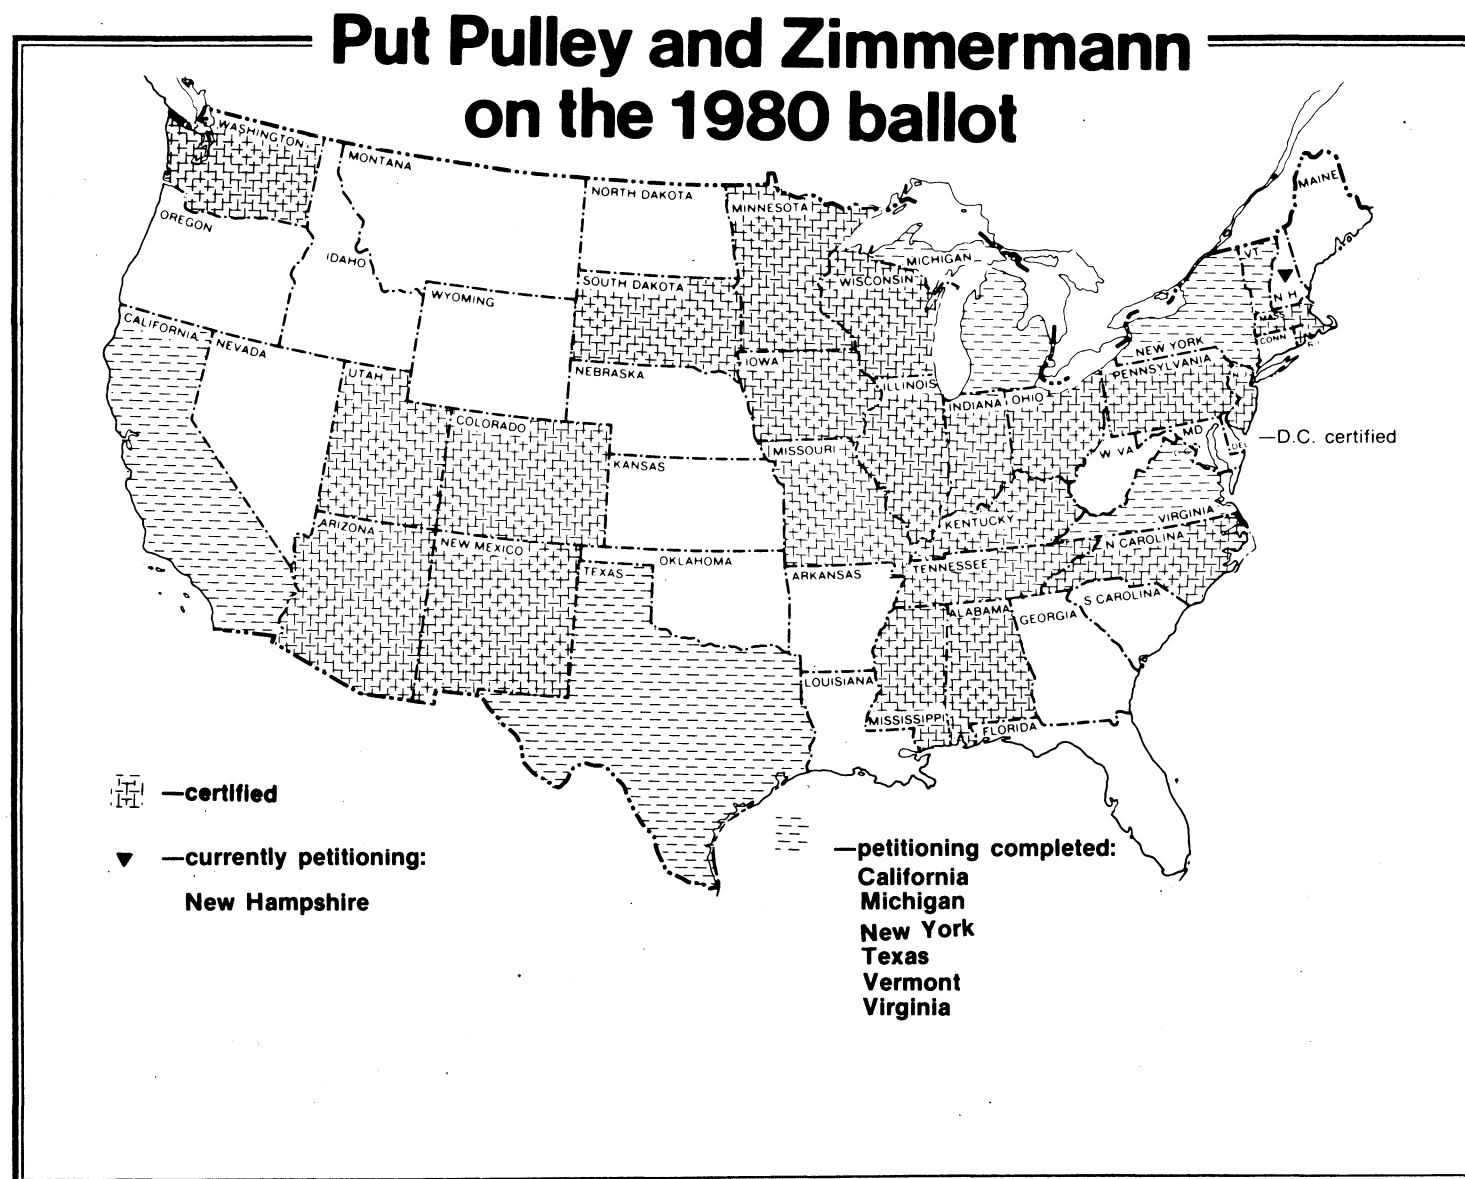 Put Pulley and Zimmermann
on the 1980 ballot
WASHINGTON
MONTANA
NORTH DAKOTA
MINNESOTA
MAINE
OREGON
IDAHO
MICHIGAN
VT
WISCONSIN
SOUTH DAKOTA
WYOMING
N H
CALIFORNIA
NEVADA
MASS
CONN
NEW YORK
UTAH
NEBRASKA
IOWA
ILLINOIS
INDIANA
OHIO
PENNSYLVANIA
N J
COLORADO
MD
—D.C. certified
DEL
W VA
MISSOURI
KANSAS
KENTUCKY
VIRGINIA
ARIZONA
NEW MEXICO
N CAROLINA
OKLAHOMA
TEXAS
ARKANSAS
TENNESSEE
S CAROLINA
ALABAMA
GEORGIA
LOUISIANA
MISSISSIPPI
FLORIDA
—certified
—currently petitioning:
New Hampshire
—petitioning completed:
California
Michigan
New York
Texas
Vermont
Virginia